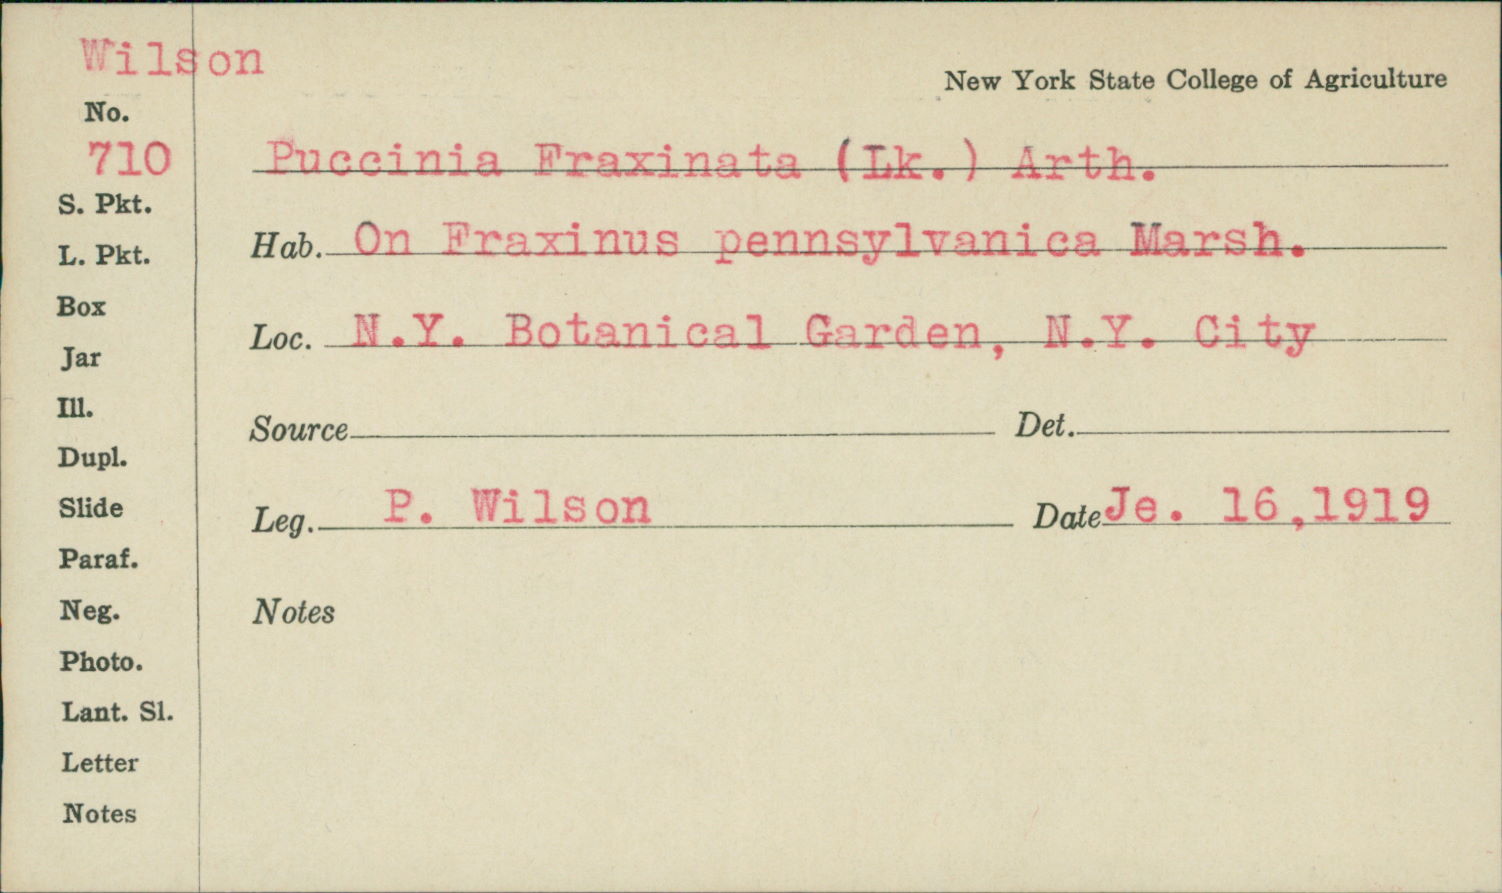 Wilson
New York State College of Agriculture
No.
710 Puccinia Fraxinata (Lk.) Arth.
S. Pkt.
Hab. On Fraxinus pennsylvanica Marsh.
L. Pkt.
Box
Loc. N.Y. Botanical Garden, N.Y. City
Jar
Ill.
Source Det.
Dupl.
Slide
Leg. P. Wilson Date Je. 16,1919
Paraf.
Neg.
Notes
Photo.
Lant. Sl.
Letter
Notes